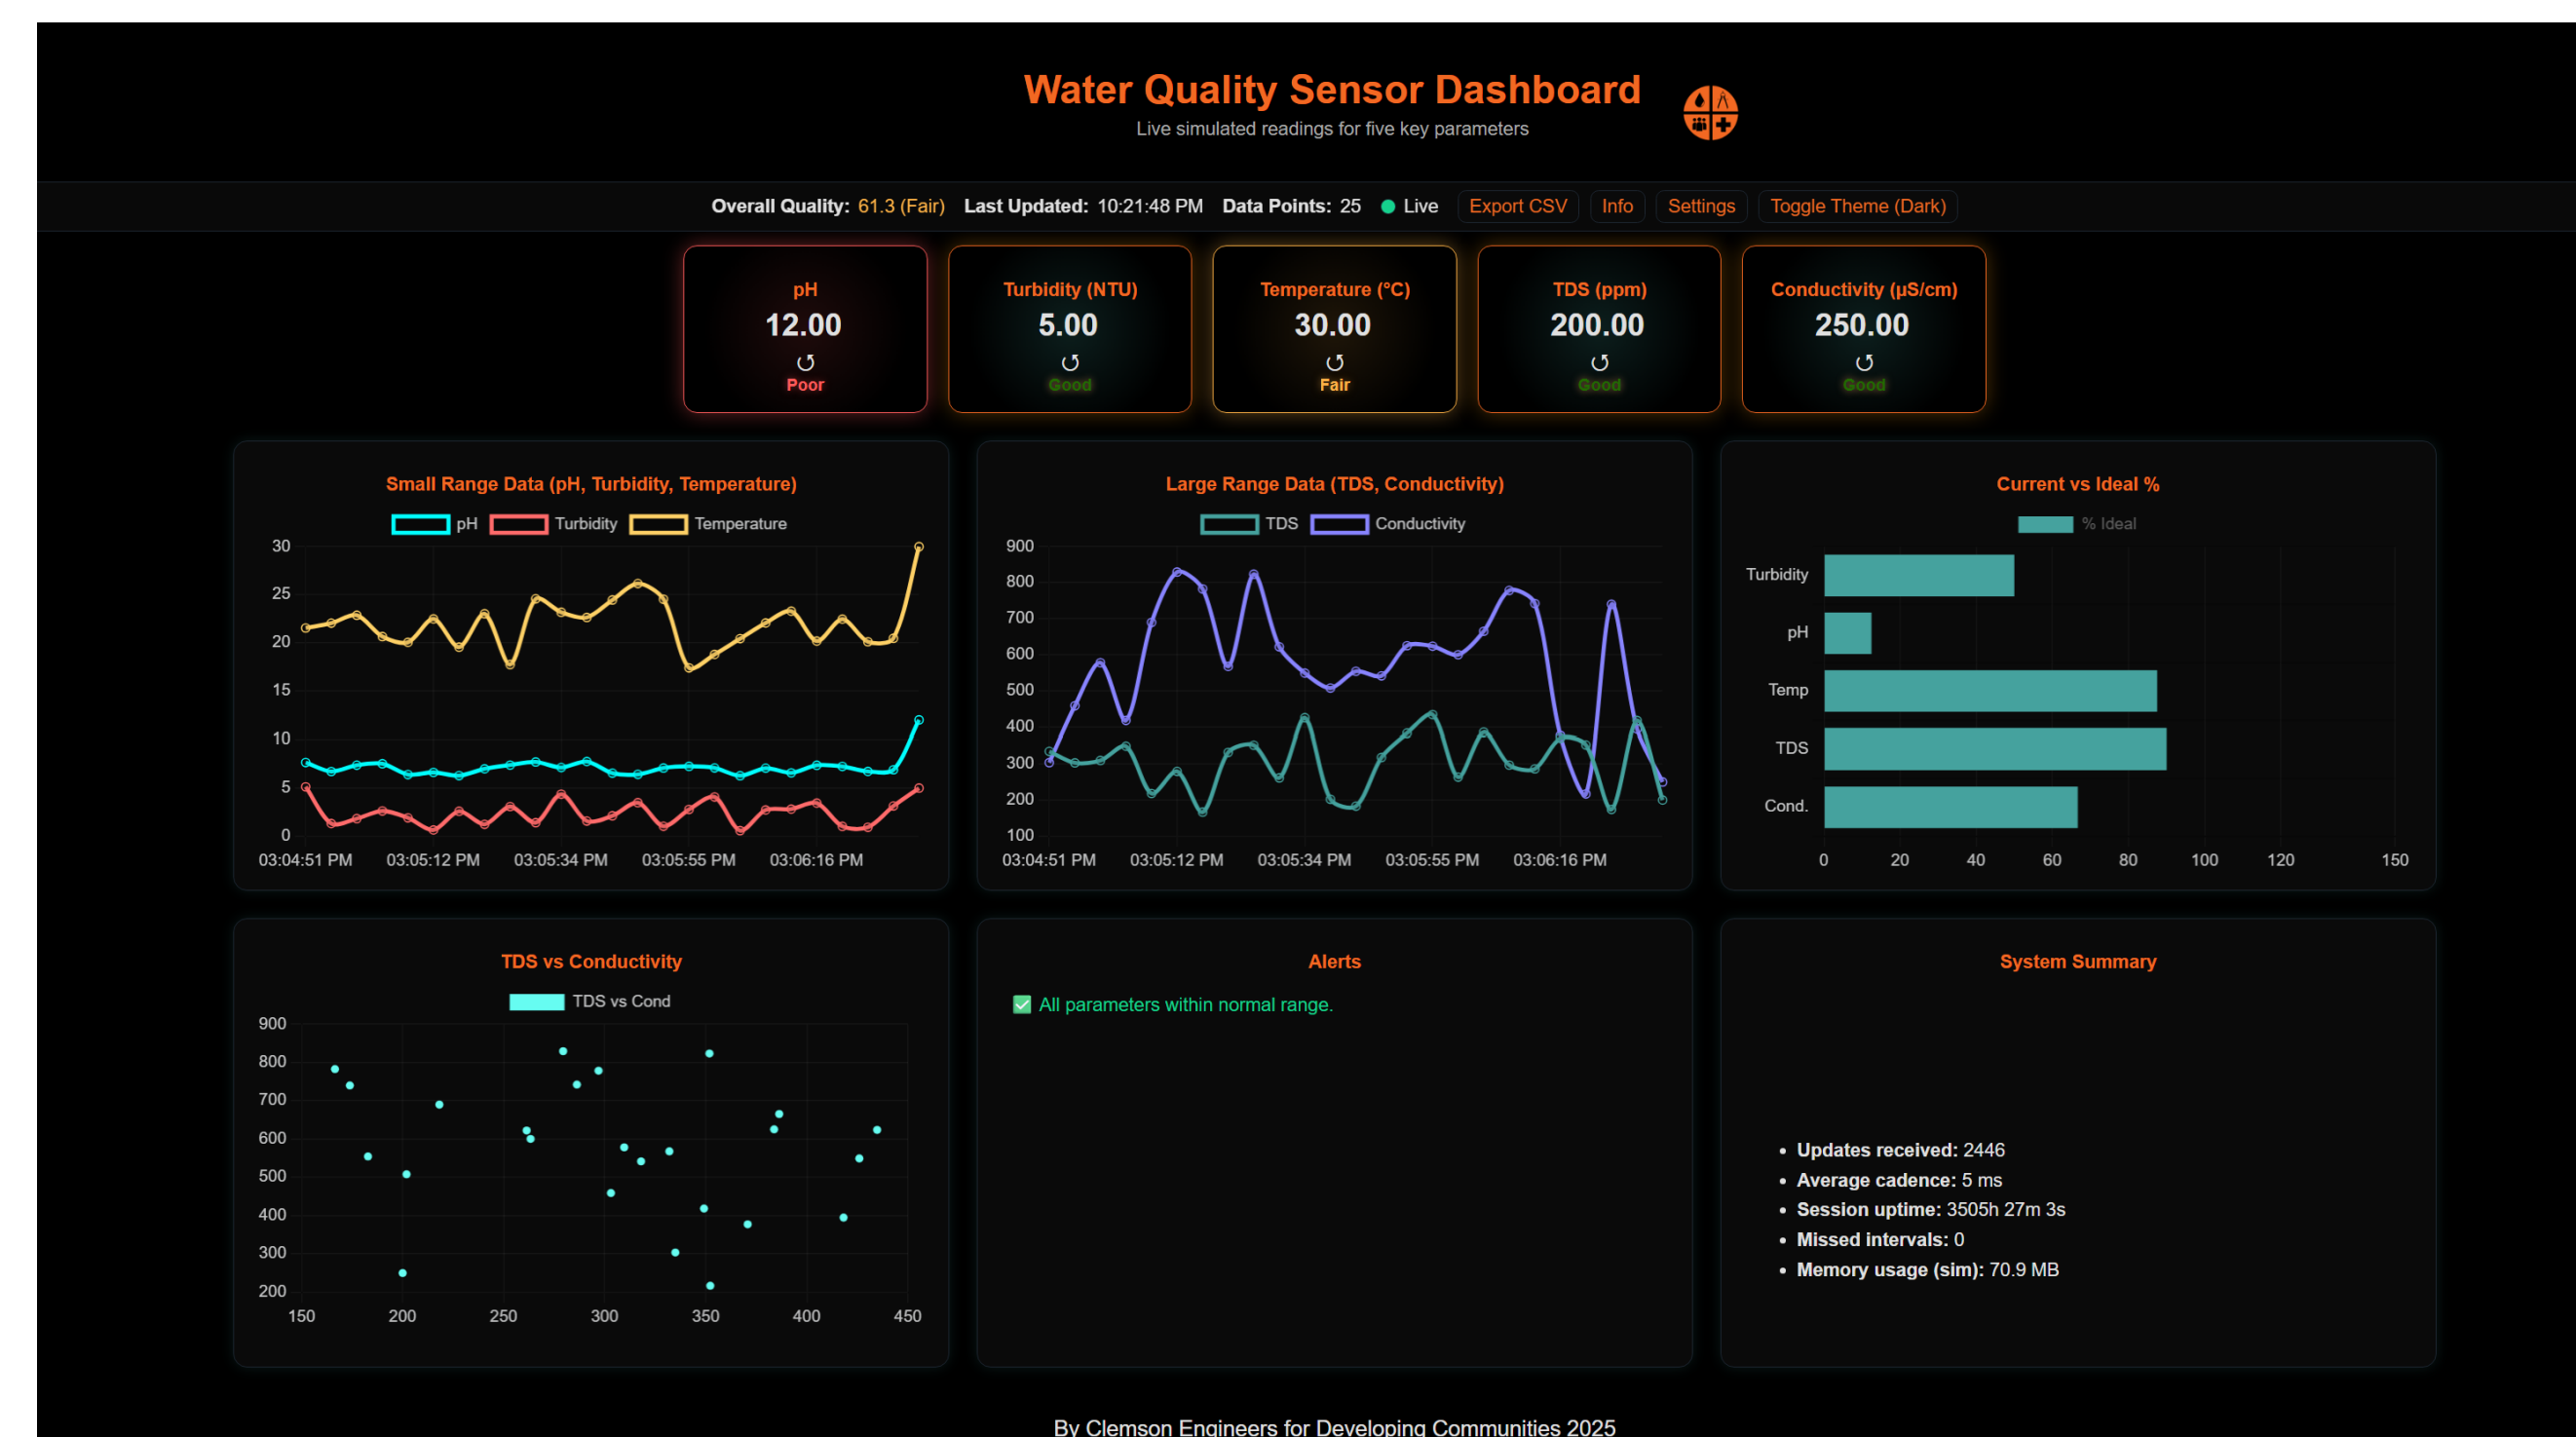 Water Quality Sensor Dashboard
Live simulated readings for five key parameters
Overall Quality: 61.3 (Fair) Last Updated: 10:21:48 PM Data Points: 25 Live Export CSV Info Settings Toggle Theme (Dark)
pH
12.00
Poor
Turbidity (NTU)
5.00
Good
Temperature (°C)
30.00
Fair
TDS (ppm)
200.00
Good
Conductivity (µS/cm)
250.00
Good
Small Range Data (pH, Turbidity, Temperature)
pH Turbidity Temperature
30
25
20
15
10
5
0
03:04:51 PM 03:05:12 PM 03:05:34 PM 03:05:55 PM 03:06:16 PM
Large Range Data (TDS, Conductivity)
TDS Conductivity
900
800
700
600
500
400
300
200
100
03:04:51 PM 03:05:12 PM 03:05:34 PM 03:05:55 PM 03:06:16 PM
Current vs Ideal %
% Ideal
Turbidity
pH
Temp
TDS
Cond.
0 20 40 60 80 100 120 150
TDS vs Conductivity
TDS vs Cond
900
800
700
600
500
400
300
200
150 200 250 300 350 400 450
Alerts
✅ All parameters within normal range.
System Summary
• Updates received: 2446
• Average cadence: 5 ms
• Session uptime: 3505h 27m 3s
• Missed intervals: 0
• Memory usage (sim): 70.9 MB
By Clemson Engineers for Developing Communities 2025